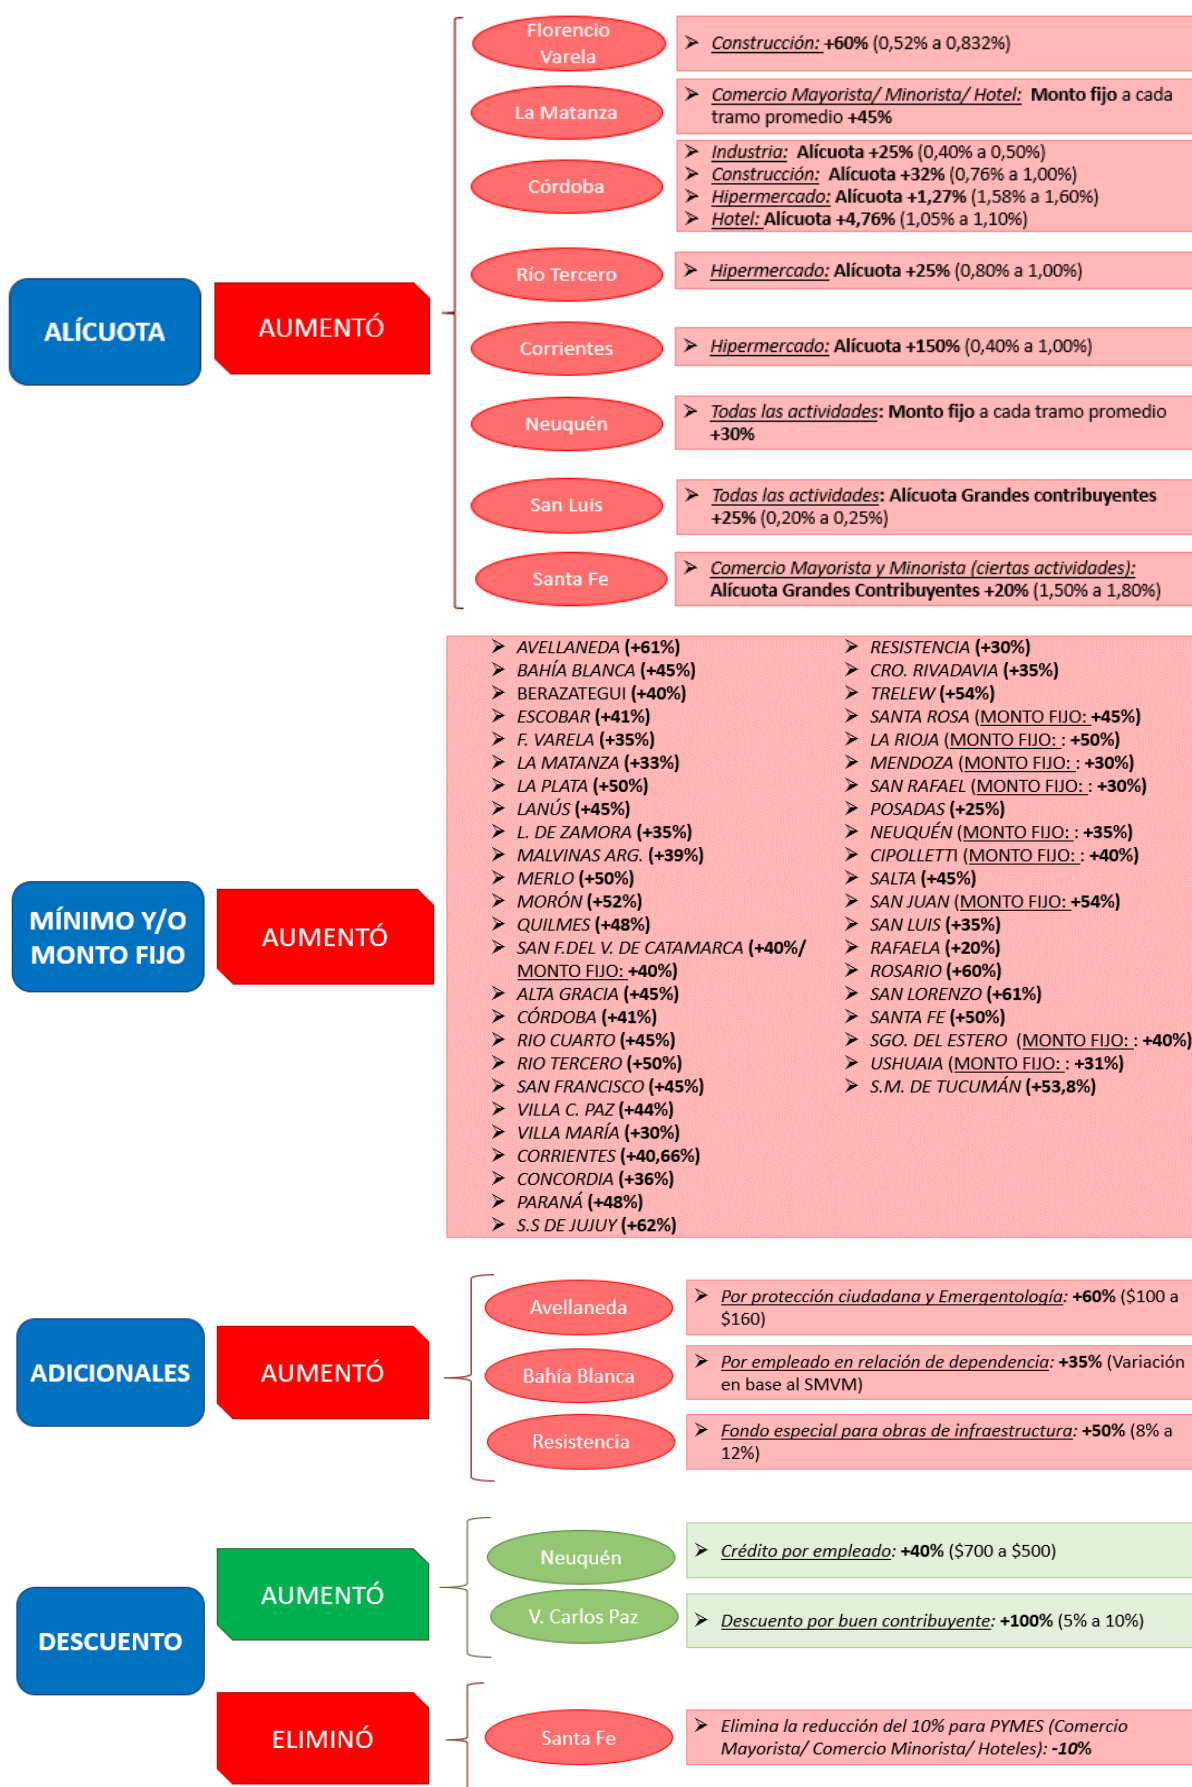 ALÍCUOTA
AUMENTÓ
Florencio
Varela
➢ Construcción: +60% (0,52% a 0,832%)
La Matanza
➢ Comercio Mayorista/ Minorista/ Hotel: Monto fijo a cada
tramo promedio +45%
Córdoba
➢ Industria: Alícuota +25% (0,40% a 0,50%)
➢ Construcción: Alícuota +32% (0,76% a 1,00%)
➢ Hipermercado: Alícuota +1,27% (1,58% a 1,60%)
➢ Hotel: Alícuota +4,76% (1,05% a 1,10%)
Río Tercero
➢ Hipermercado: Alícuota +25% (0,80% a 1,00%)
Corrientes
➢ Hipermercado: Alícuota +150% (0,40% a 1,00%)
Neuquén
➢ Todas las actividades: Monto fijo a cada tramo promedio
+30%
San Luis
➢ Todas las actividades: Alícuota Grandes contribuyentes
+25% (0,20% a 0,25%)
Santa Fe
➢ Comercio Mayorista y Minorista (ciertas actividades):
Alícuota Grandes Contribuyentes +20% (1,50% a 1,80%)
MÍNIMO Y/O
MONTO FIJO
AUMENTÓ
➢ AVELLANEDA (+61%)
➢ BAHÍA BLANCA (+45%)
➢ BERAZATEGUI (+40%)
➢ ESCOBAR (+41%)
➢ F. VARELA (+35%)
➢ LA MATANZA (+33%)
➢ LA PLATA (+50%)
➢ LANÚS (+45%)
➢ L. DE ZAMORA (+35%)
➢ MALVINAS ARG. (+39%)
➢ MERLO (+50%)
➢ MORÓN (+52%)
➢ QUILMES (+48%)
➢ SAN F.DEL V. DE CATAMARCA (+40%/
MONTO FIJO: +40%)
➢ ALTA GRACIA (+45%)
➢ CÓRDOBA (+41%)
➢ RIO CUARTO (+45%)
➢ RIO TERCERO (+50%)
➢ SAN FRANCISCO (+45%)
➢ VILLA C. PAZ (+44%)
➢ VILLA MARÍA (+30%)
➢ CORRIENTES (+40,66%)
➢ CONCORDIA (+36%)
➢ PARANÁ (+48%)
➢ S.S DE JUJUY (+62%)
➢ RESISTENCIA (+30%)
➢ CRO. RIVADAVIA (+35%)
➢ TRELEW (+54%)
➢ SANTA ROSA (MONTO FIJO: +45%)
➢ LA RIOJA (MONTO FIJO: : +50%)
➢ MENDOZA (MONTO FIJO: : +30%)
➢ SAN RAFAEL (MONTO FIJO: : +30%)
➢ POSADAS (+25%)
➢ NEUQUÉN (MONTO FIJO: : +35%)
➢ CIPOLLETTI (MONTO FIJO: : +40%)
➢ SALTA (+45%)
➢ SAN JUAN (MONTO FIJO: +54%)
➢ SAN LUIS (+35%)
➢ RAFAELA (+20%)
➢ ROSARIO (+60%)
➢ SAN LORENZO (+61%)
➢ SANTA FE (+50%)
➢ SGO. DEL ESTERO (MONTO FIJO: : +40%)
➢ USHUAIA (MONTO FIJO: : +31%)
➢ S.M. DE TUCUMÁN (+53,8%)
ADICIONALES
AUMENTÓ
Avellaneda
➢ Por protección ciudadana y Emergentología: +60% ($100 a
$160)
Bahía Blanca
➢ Por empleado en relación de dependencia: +35% (Variación
en base al SMVM)
Resistencia
➢ Fondo especial para obras de infraestructura: +50% (8% a
12%)
DESCUENTO
AUMENTÓ
Neuquén
➢ Crédito por empleado: +40% ($700 a $500)
V. Carlos Paz
➢ Descuento por buen contribuyente: +100% (5% a 10%)
ELIMINÓ
Santa Fe
➢ Elimina la reducción del 10% para PYMES (Comercio
Mayorista/ Comercio Minorista/ Hoteles): -10%